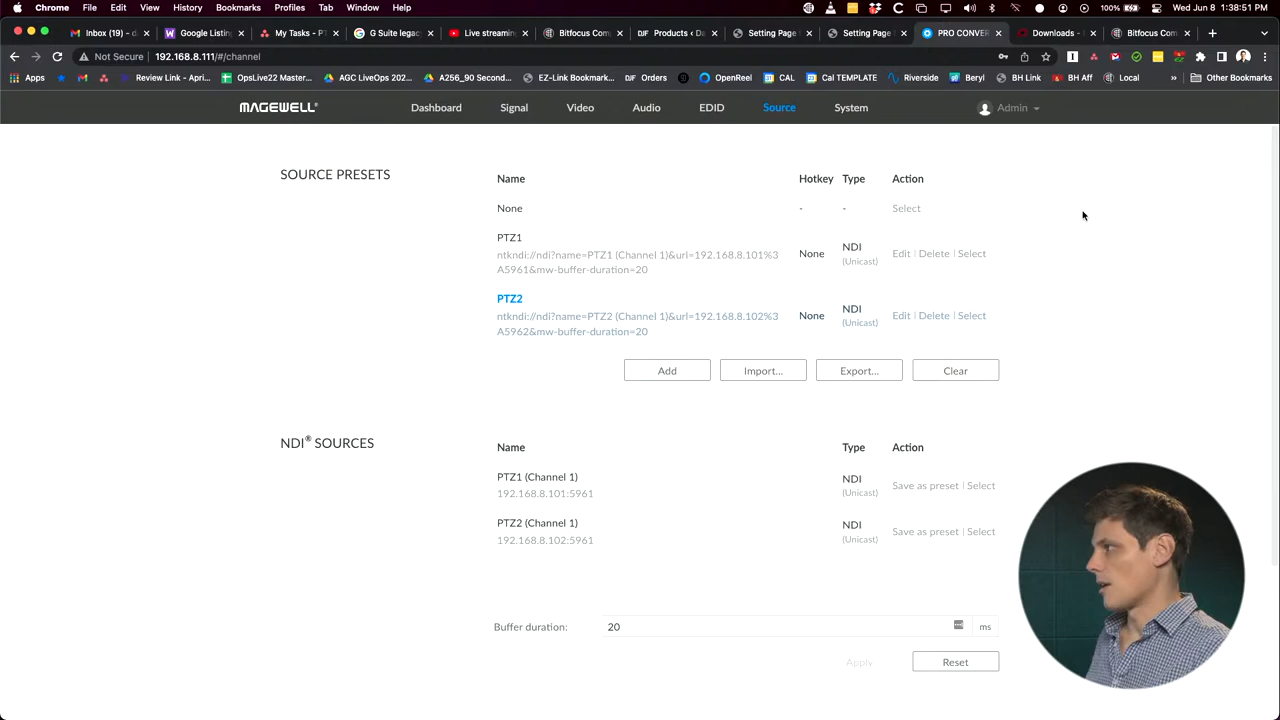 Chrome File Edit View History Bookmarks Profiles Tab Window Help 100% Wed Jun 8 1:38:51 PM
Inbox (19) - d Google Listing My Tasks - PT G Suite legac Live streamin Bitfocus Com D/F Products ‹ Da Setting Page Setting Page PRO CONVER Downloads - Bitfocus Com
Not Secure 192.168.8.111/#/channel
Apps Review Link - Apri... OpsLive22 Master... AGC LiveOps 202... A256_90 Second... EZ-Link Bookmark... D/F Orders OpenReel CAL Cal TEMPLATE Riverside Beryl BH Link BH Aff Local Other Bookmarks
MAGEWELL® Dashboard Signal Video Audio EDID Source System Admin
SOURCE PRESETS
Name Hotkey Type Action
None - - Select
PTZ1
ntkndi://ndi?name=PTZ1 (Channel 1)&url=192.168.8.101%3
A5961&mw-buffer-duration=20
None NDI
(Unicast)
Edit | Delete | Select
PTZ2
ntkndi://ndi?name=PTZ2 (Channel 1)&url=192.168.8.102%3
A5962&mw-buffer-duration=20
None NDI
(Unicast)
Edit | Delete | Select
Add Import... Export... Clear
NDI® SOURCES
Name Type Action
PTZ1 (Channel 1)
192.168.8.101:5961
NDI
(Unicast)
Save as preset | Select
PTZ2 (Channel 1)
192.168.8.102:5961
NDI
(Unicast)
Save as preset | Select
Buffer duration: 20 ms
Apply Reset